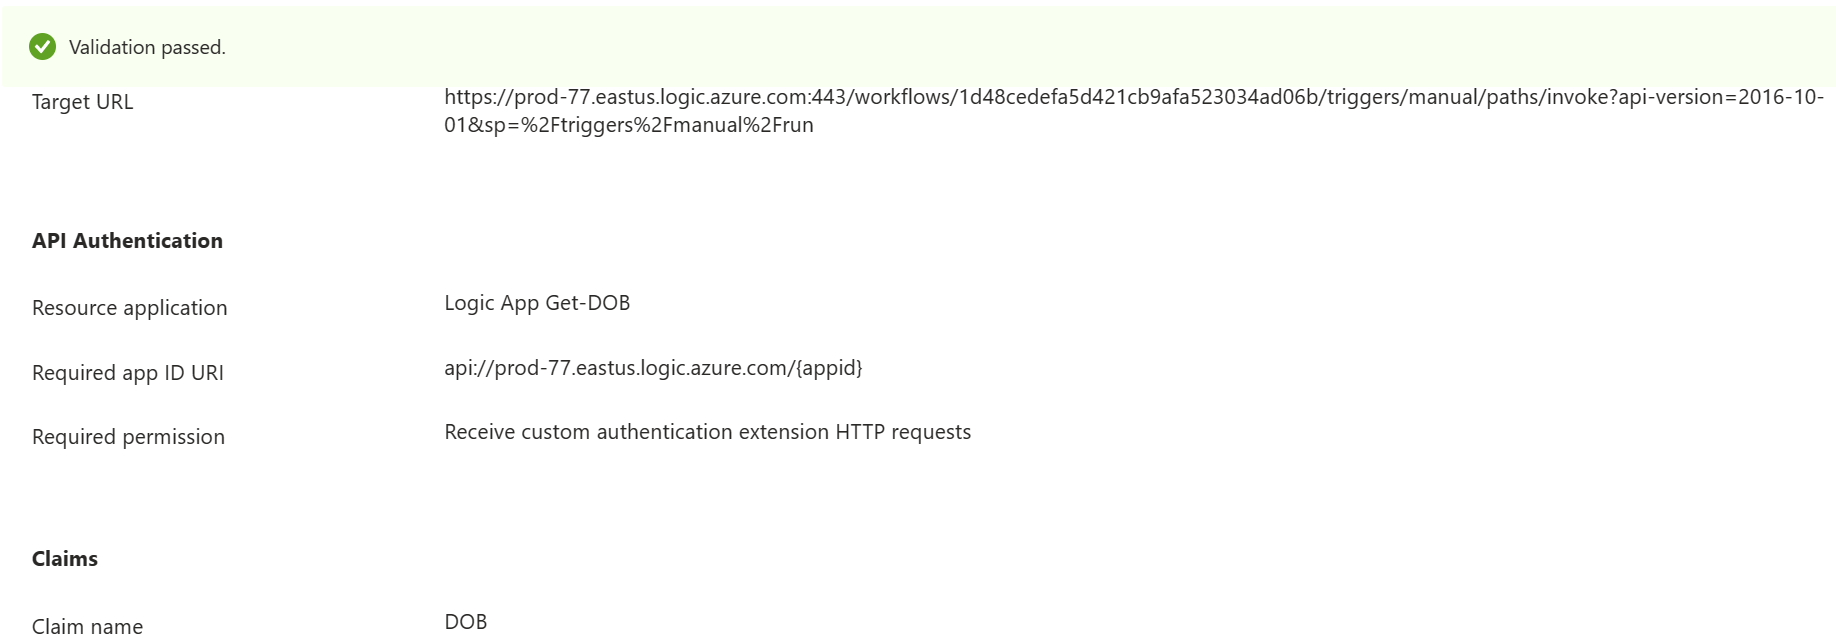 Validation passed.
Target URL
https://prod-77.eastus.logic.azure.com:443/workflows/1d48cedefa5d421cb9afa523034ad06b/triggers/manual/paths/invoke?api-version=2016-10-
01&sp=%2Ftriggers%2Fmanual%2Frun
API Authentication
Resource application
Logic App Get-DOB
Required app ID URI
api://prod-77.eastus.logic.azure.com/{appid}
Required permission
Receive custom authentication extension HTTP requests
Claims
Claim name
DOB